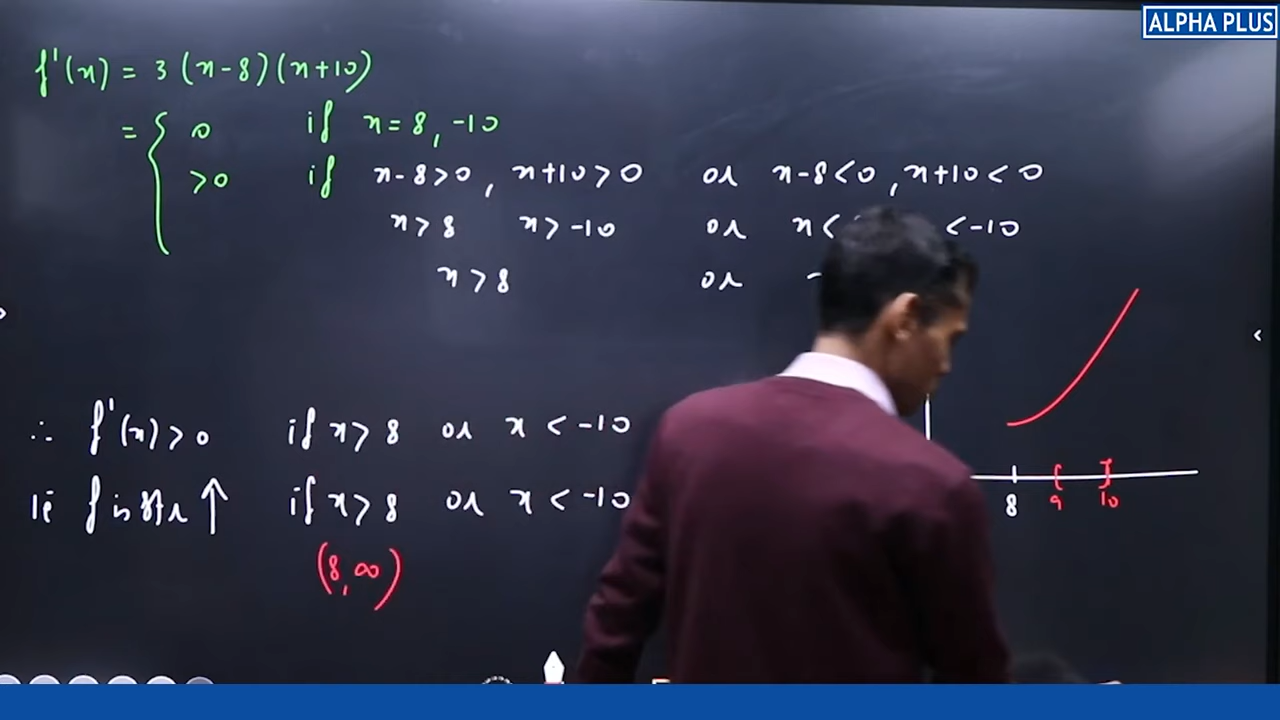 ALPHA PLUS
f'(x) = 3 (x-8)(x+10)
= { 0 if x = 8, -10
>0 if x-8>0, x+10>0 or x-8<0, x+10<0
x>8 x>-10 or x< <-10
x>8 or
∴ f'(x)>0 if x>8 or x<-10
ie f is str ↑ if x>8 or x<-10
(8,∞)
8 9 10